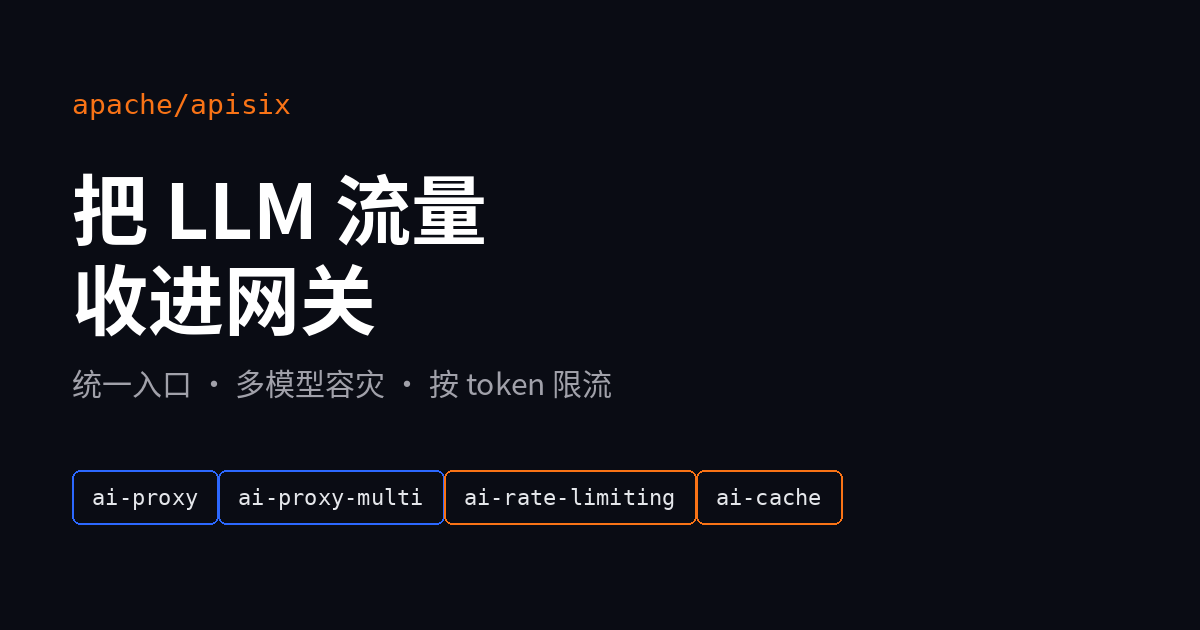 apache/apisix
把 LLM 流量
收进网关
统一入口 · 多模型容灾 · 按 token 限流
ai-proxy ai-proxy-multi ai-rate-limiting ai-cache